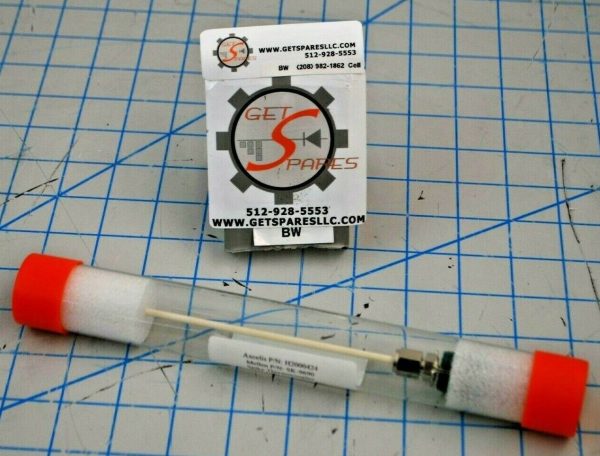 WWW.GETSPARESLLC.COM
512-928-5553
BW (208) 982-1862 Cell
GET
SPARES
512-928-5553
WWW.GETSPARESLLC.COM
BW
Axcelis P/N: